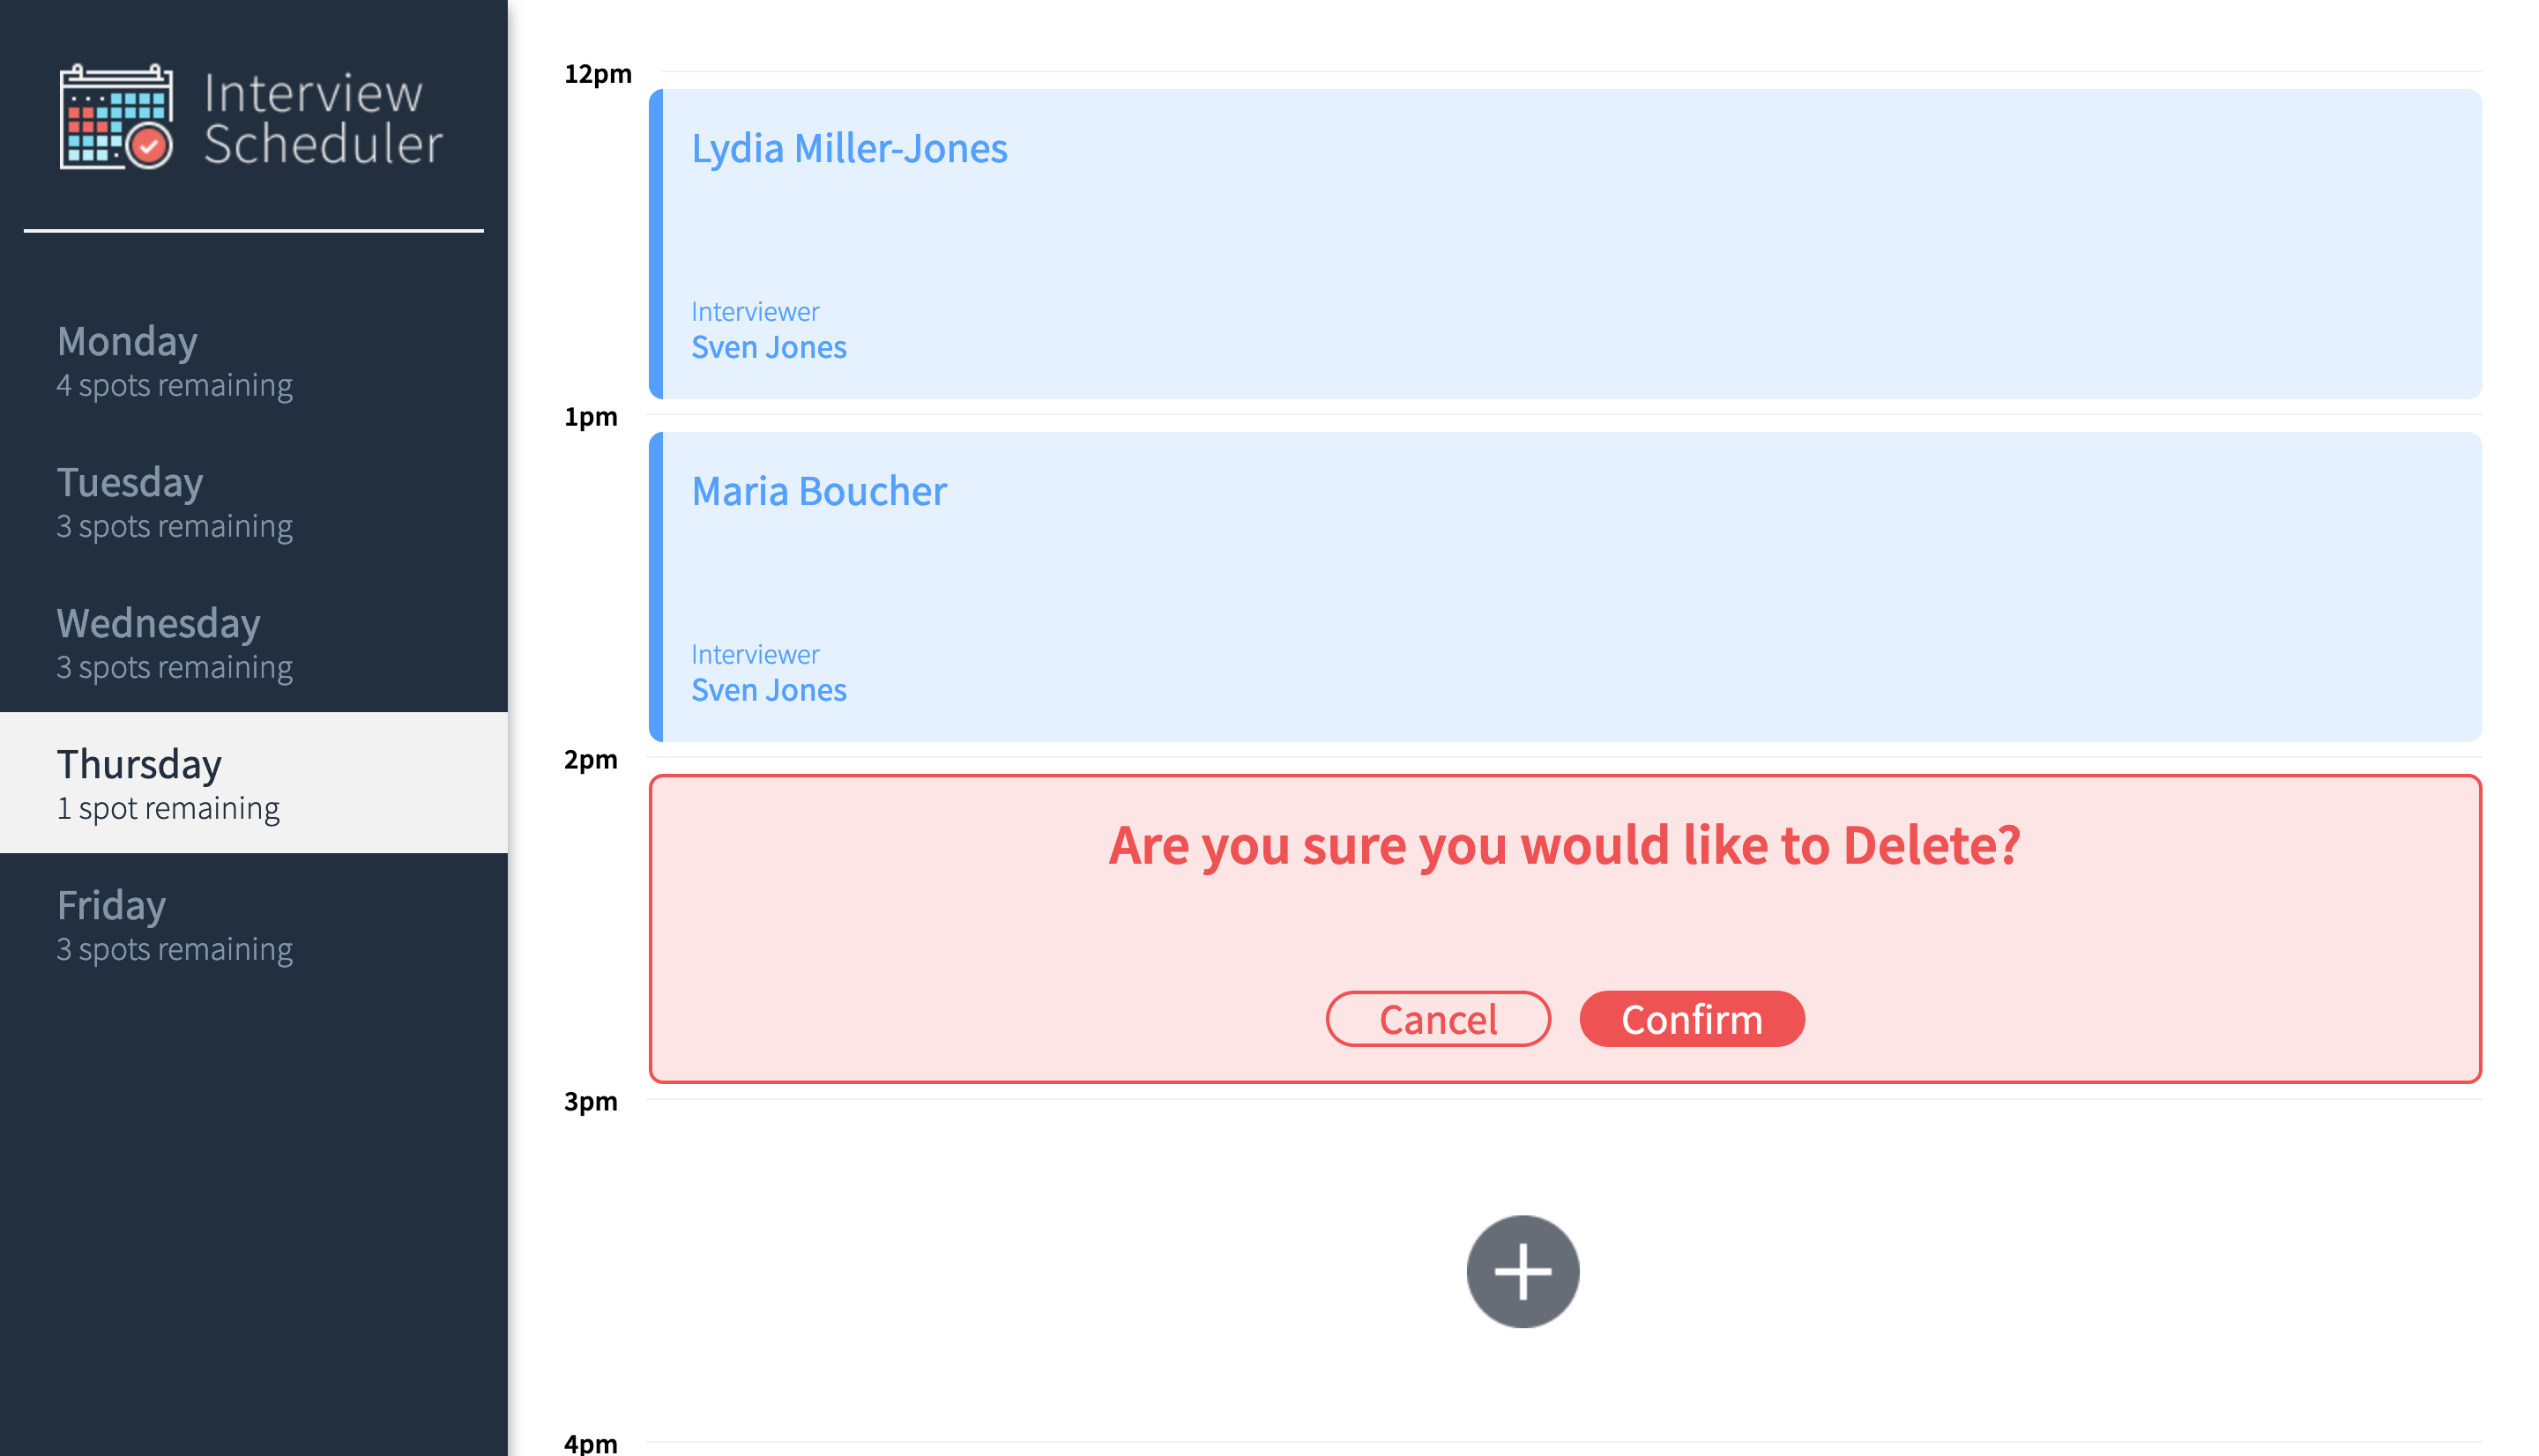 Interview
Scheduler
Monday
4 spots remaining
Tuesday
3 spots remaining
Wednesday
3 spots remaining
Thursday
1 spot remaining
Friday
3 spots remaining
12pm
Lydia Miller-Jones
Interviewer
Sven Jones
1pm
Maria Boucher
Interviewer
Sven Jones
2pm
Are you sure you would like to Delete?
Cancel Confirm
3pm
4pm